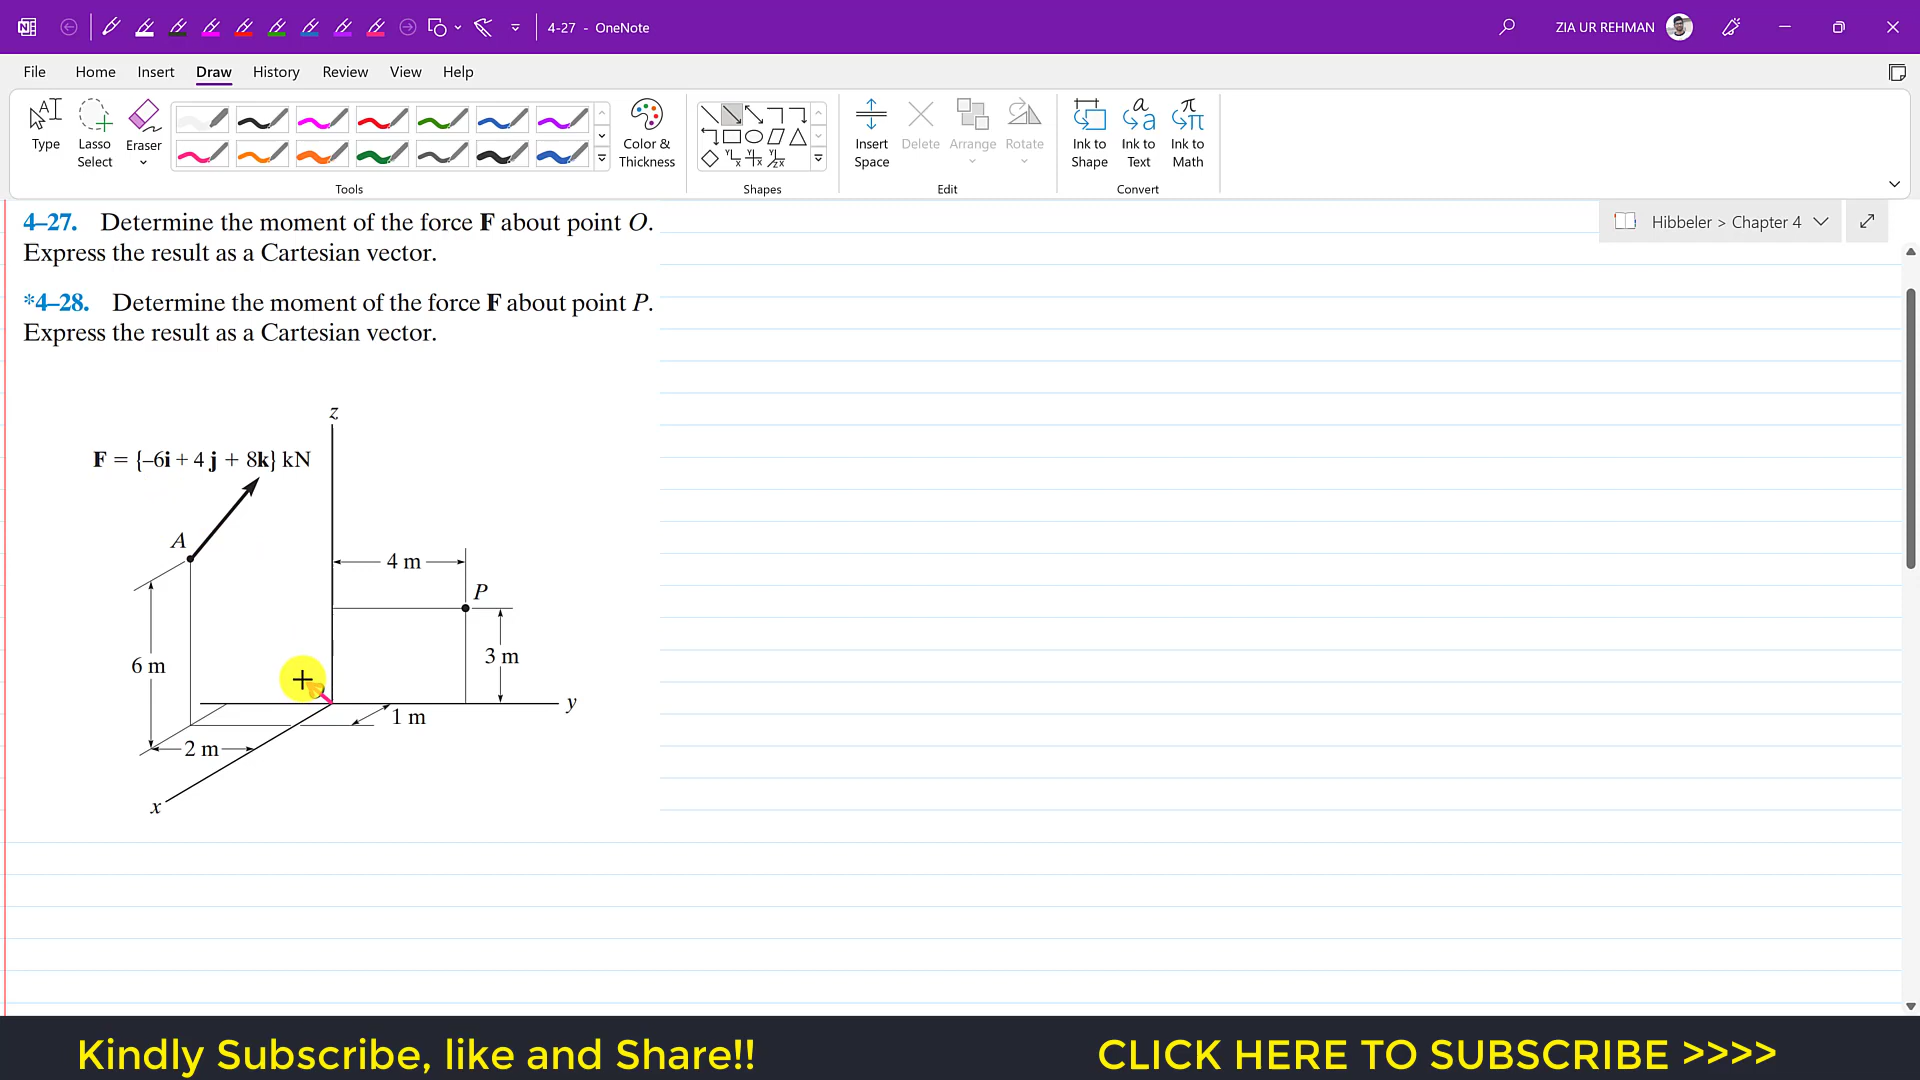 4-27 - OneNote
ZIA UR REHMAN
File Home Insert Draw History Review View Help
Type
Lasso Select
Eraser
Color & Thickness
Insert Space
Delete
Arrange
Rotate
Ink to Shape
Ink to Text
Ink to Math
Tools
Shapes
Edit
Convert
Hibbeler > Chapter 4
4–27. Determine the moment of the force F about point O.
Express the result as a Cartesian vector.
*4–28. Determine the moment of the force F about point P.
Express the result as a Cartesian vector.
z
F = {–6i + 4 j + 8k} kN
A
4 m
P
6 m
3 m
y
1 m
2 m
x
Kindly Subscribe, like and Share!!
CLICK HERE TO SUBSCRIBE >>>>